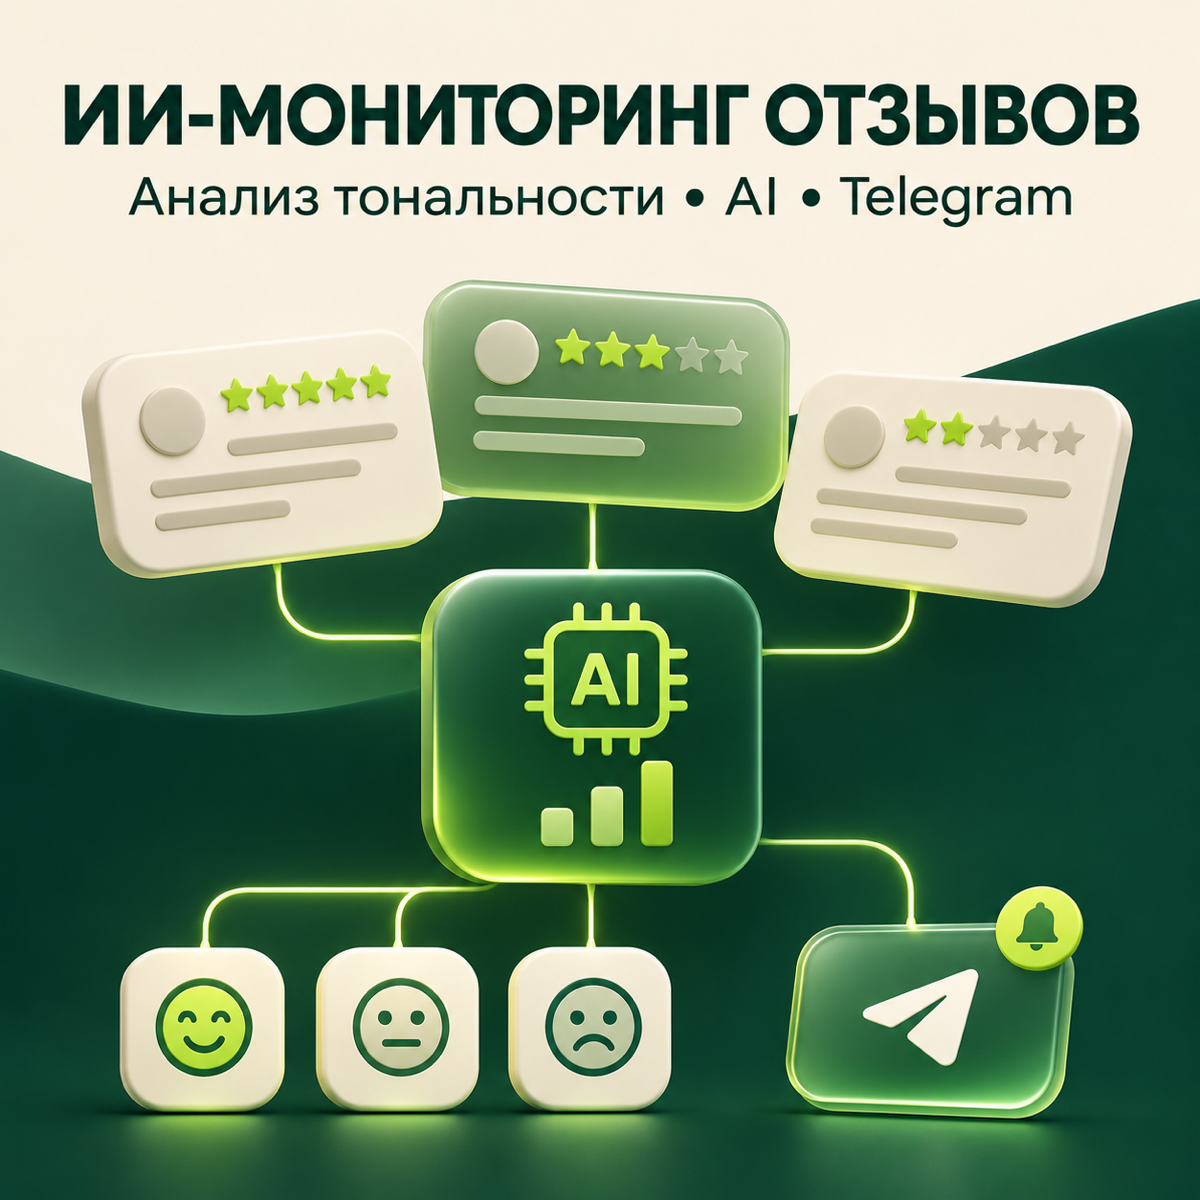 ИИ-МОНИТОРИНГ ОТЗЫВОВ
Анализ тональности • AI • Telegram
AI